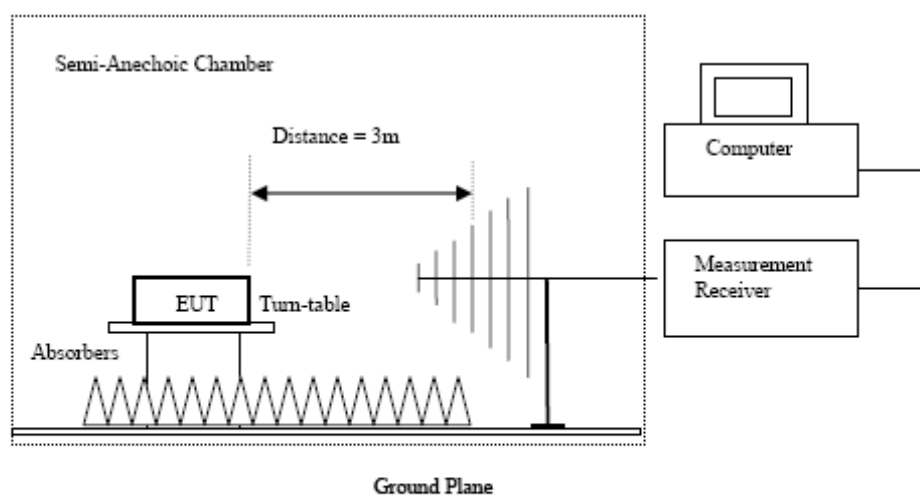 Semi-Anechoic Chamber
Distance = 3m
Computer
Measurement
Receiver
EUT
Turn-table
Absorbers
Ground Plane